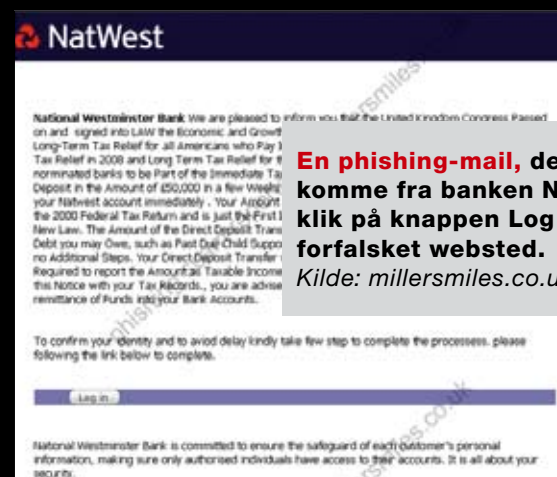 NatWest
National Westminster Bank We are pleased to inform you that the United Kingdom Congress Passed
on and signed into LAW the Economic and Growth
Long-Term Tax Relief for all Americans who Pay
Tax Relief in 2008 and Long Term Tax Relief for
norminated banks to be Part of the Immediate Ta
Deposit in the Amount of £50,000 in a few Weeks
your Natwest account immediately . Your Amount
the 2000 Federal Tax Return and is just the First
New Law. The Amount of the Direct Deposit Trans
Debt you may Owe, such as Past Due Child Suppo
no Additional Steps. Your Direct Deposit Transfer
Required to report the Amount as Taxable Income
this Notice with your Tax Records., you are advise
remittance of Funds into your Bank Accounts.
En phishing-mail, de
komme fra banken N
klik på knappen Log
forfalsket websted.
Kilde: millersmiles.co.u
To confirm your identity and to aviod delay kindly take few step to complete the processess. please
following the link below to complete.
Log in
National Westminster Bank is committed to ensure the safeguard of each customer's personal
information, making sure only authorised individuals have access to their accounts. It is all about your
security.